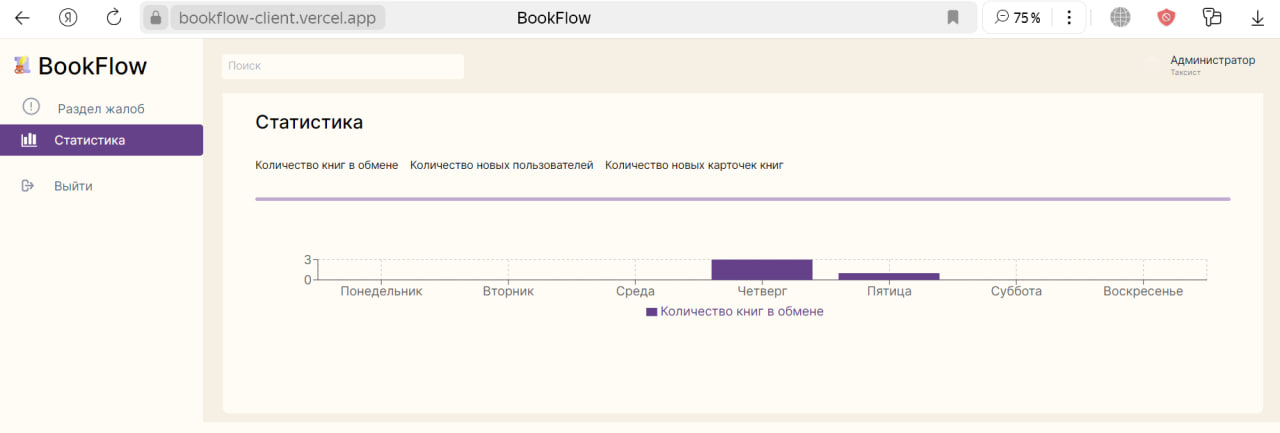 bookflow-client.vercel.app
BookFlow
75%
BookFlow
Поиск
Администратор
Таксист
Раздел жалоб
Статистика
Выйти
Статистика
Количество книг в обмене Количество новых пользователей Количество новых карточек книг
3
0
Понедельник Вторник Среда Четверг Пятица Суббота Воскресенье
Количество книг в обмене